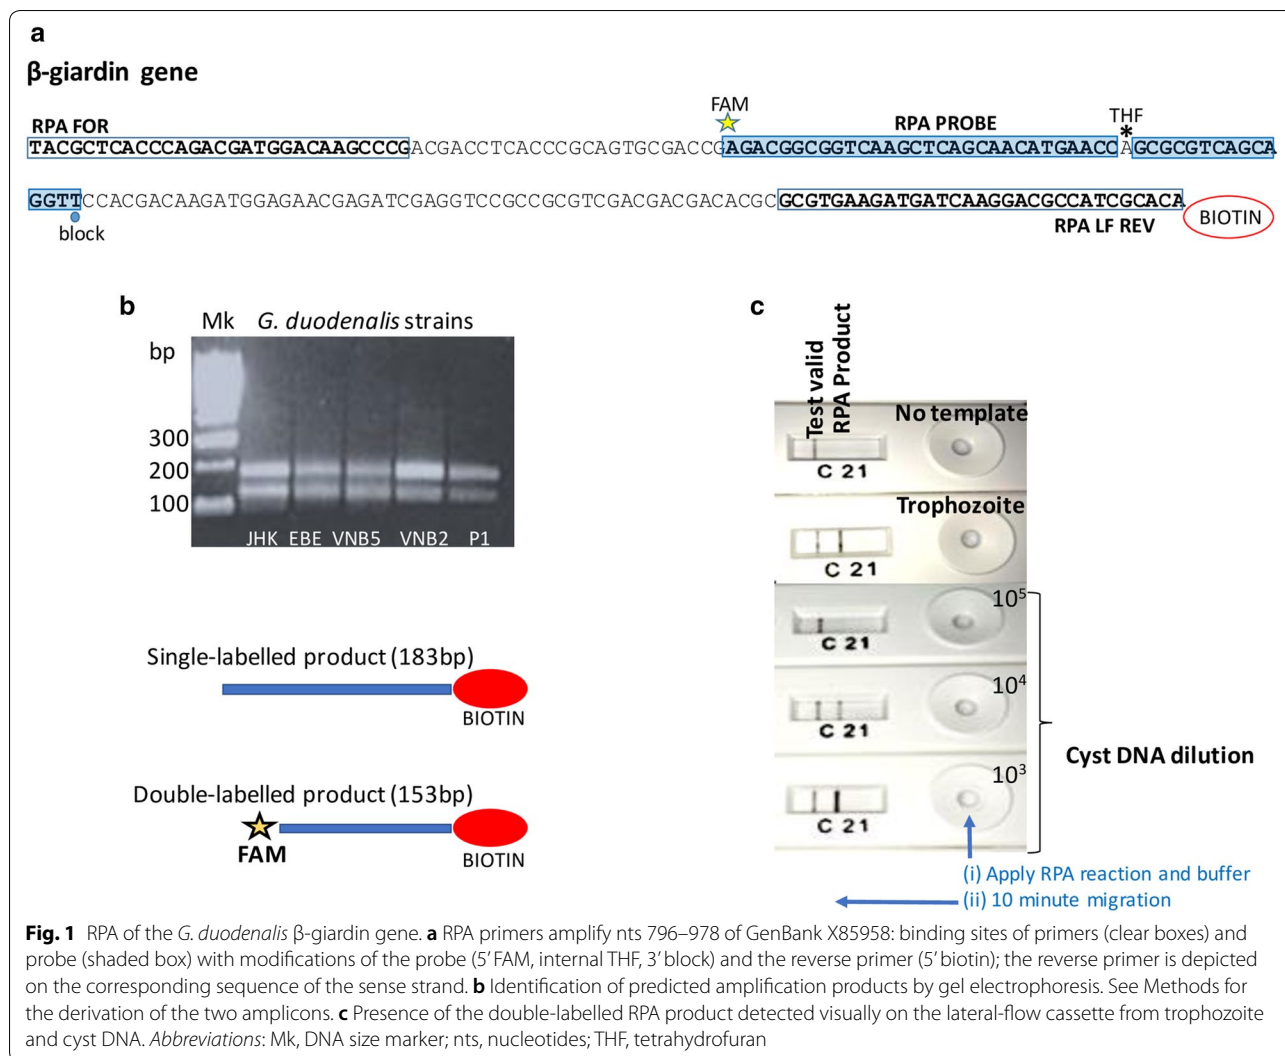 a
β-giardin gene
FAM
THF
RPA FOR
RPA PROBE
*
TACGCTCACCCAGACGATGGACAAGCCCGACGACCTCACCCGCAGTGCGACCGAGACGGCGGTCAAGCTCAGCAACATGAACCAGCGCGTCAGCA
GGTTCCACGACAAGATGGAGAACGAGATCGAGGTCCGCCGCGTCGACGACGACACGCGCGTGAAGATGATCAAGGACGCCATCGCACA
BIOTIN
block
RPA LF REV
b
Mk G. duodenalis strains
bp
300
200
100
JHK EBE VNB5 VNB2 P1
Single-labelled product (183bp)
BIOTIN
Double-labelled product (153bp)
FAM
BIOTIN
c
Test valid
RPA Product
No template
C 21
Trophozoite
C 21
10⁵
C 21
10⁴
C 21
10³
C 21
Cyst DNA dilution
(i) Apply RPA reaction and buffer
(ii) 10 minute migration
Fig. 1 RPA of the G. duodenalis β-giardin gene. a RPA primers amplify nts 796–978 of GenBank X85958: binding sites of primers (clear boxes) and
probe (shaded box) with modifications of the probe (5′ FAM, internal THF, 3′ block) and the reverse primer (5′ biotin); the reverse primer is depicted
on the corresponding sequence of the sense strand. b Identification of predicted amplification products by gel electrophoresis. See Methods for
the derivation of the two amplicons. c Presence of the double-labelled RPA product detected visually on the lateral-flow cassette from trophozoite
and cyst DNA. Abbreviations: Mk, DNA size marker; nts, nucleotides; THF, tetrahydrofuran